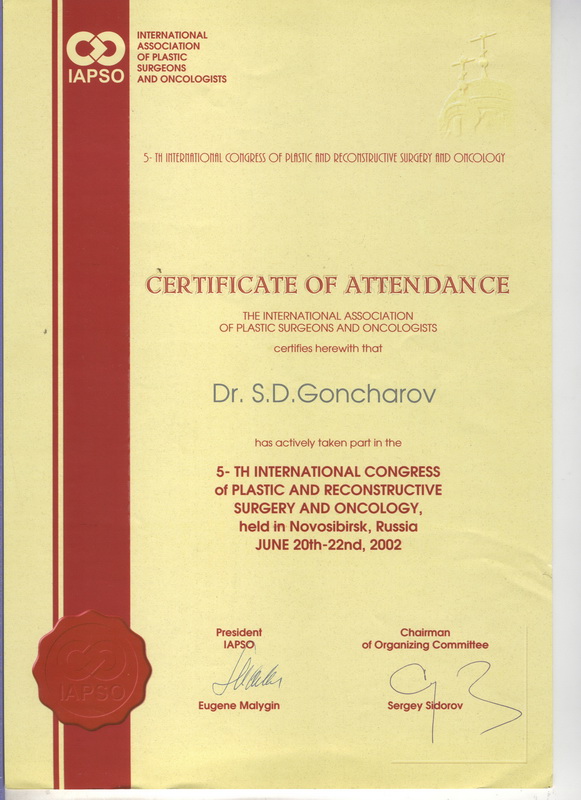 IAPSO
INTERNATIONAL
ASSOCIATION
OF PLASTIC
SURGEONS
AND ONCOLOGISTS
5- TH INTERNATIONAL CONGRESS OF PLASTIC AND RECONSTRUCTIVE SURGERY AND ONCOLOGY
CERTIFICATE OF ATTENDANCE
THE INTERNATIONAL ASSOCIATION
OF PLASTIC SURGEONS AND ONCOLOGISTS
certifies herewith that
Dr. S.D.Goncharov
has actively taken part in the
5- TH INTERNATIONAL CONGRESS
of PLASTIC AND RECONSTRUCTIVE
SURGERY AND ONCOLOGY,
held in Novosibirsk, Russia
JUNE 20th-22nd, 2002
President
IAPSO
Eugene Malygin
Chairman
of Organizing Committee
Sergey Sidorov
IAPSO